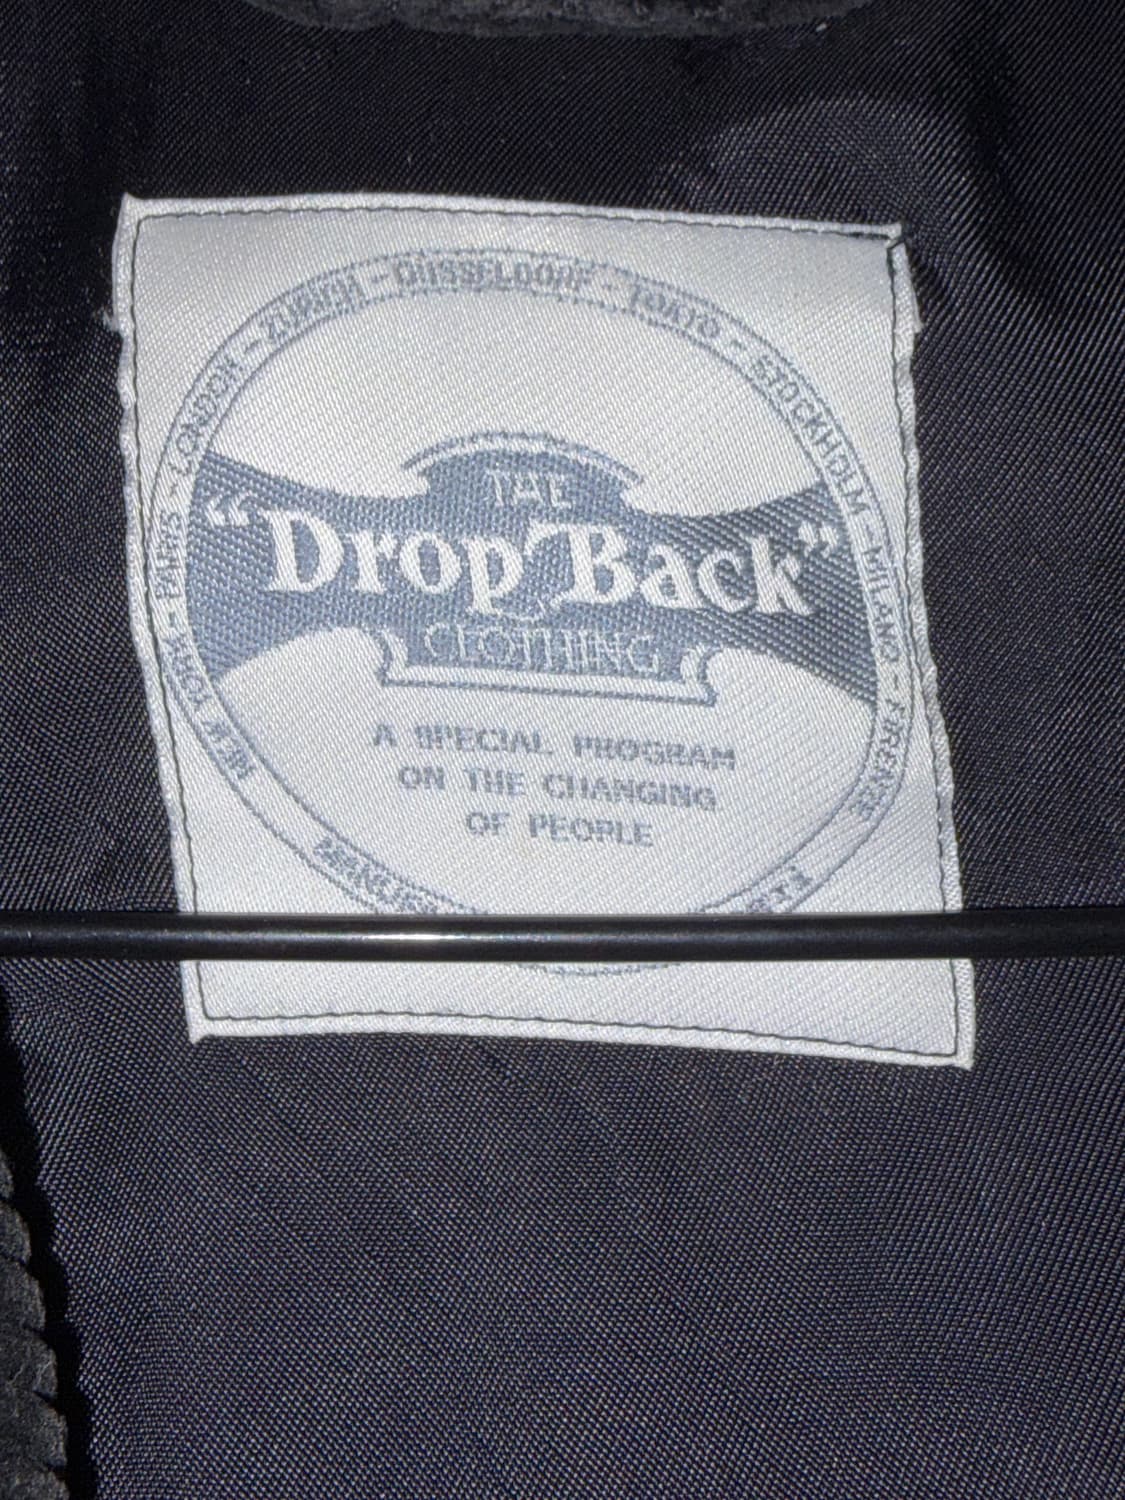 NEW YORK - PARIS - LONDON - ZURICH - DÜSSELDORF - TOKYO - STOCKHOLM - MILANO - FIRENZE
THE
“Drop Back”
CLOTHING
A SPECIAL PROGRAM
ON THE CHANGING
OF PEOPLE